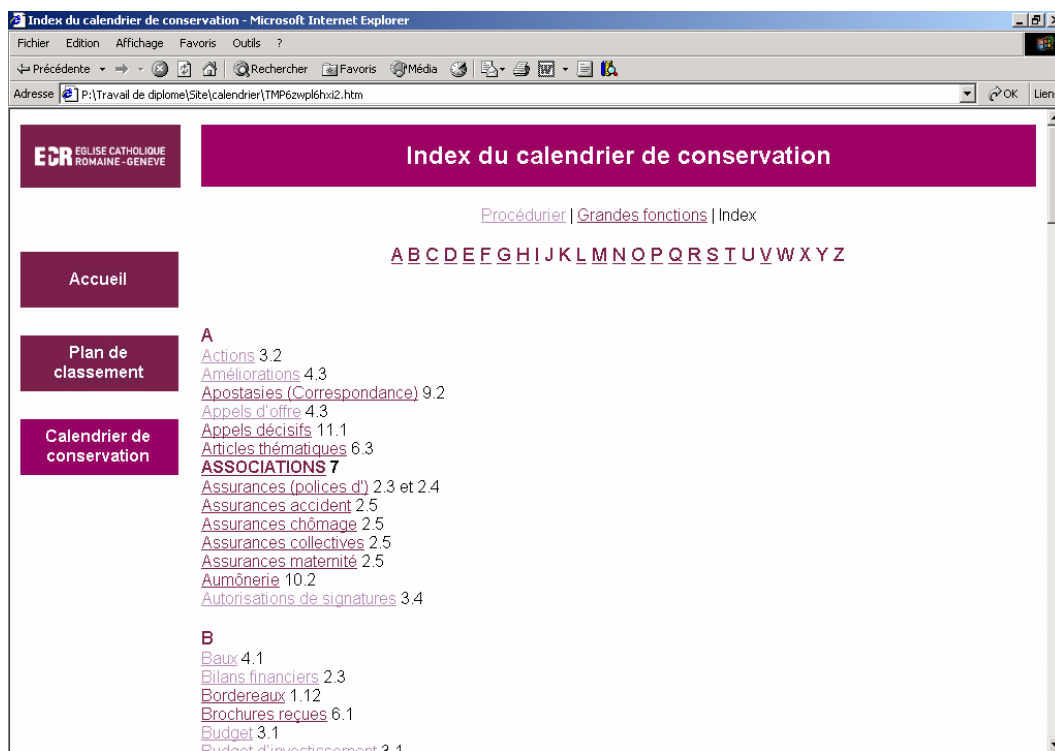 Index du calendrier de conservation - Microsoft Internet Explorer
Fichier Edition Affichage Favoris Outils ?
Précédente Rechercher Favoris Média
Adresse P:\Travail de diplome\Site\calendrier\TMP6zwpl6hxi2.htm OK Liens
ECR EGLISE CATHOLIQUE
ROMAINE-GENEVE
Index du calendrier de conservation
Procédurier | Grandes fonctions | Index
A B C D E F G H I J K L M N O P Q R S T U V W X Y Z
Accueil
Plan de
classement
Calendrier de
conservation
A
Actions 3.2
Améliorations 4.3
Apostasies (Correspondance) 9.2
Appels d'offre 4.3
Appels décisifs 11.1
Articles thématiques 6.3
ASSOCIATIONS 7
Assurances (polices d') 2.3 et 2.4
Assurances accident 2.5
Assurances chômage 2.5
Assurances collectives 2.5
Assurances maternité 2.5
Aumônerie 10.2
Autorisations de signatures 3.4
B
Baux 4.1
Bilans financiers 2.3
Bordereaux 1.12
Brochures reçues 6.1
Budget 3.1
Budget d'investissement 3.1